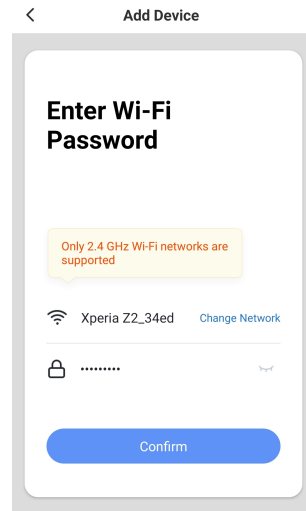 Add Device
Enter Wi-Fi
Password
Only 2.4 GHz Wi-Fi networks are
supported
Xperia Z2_34ed Change Network
•••••••••
Confirm